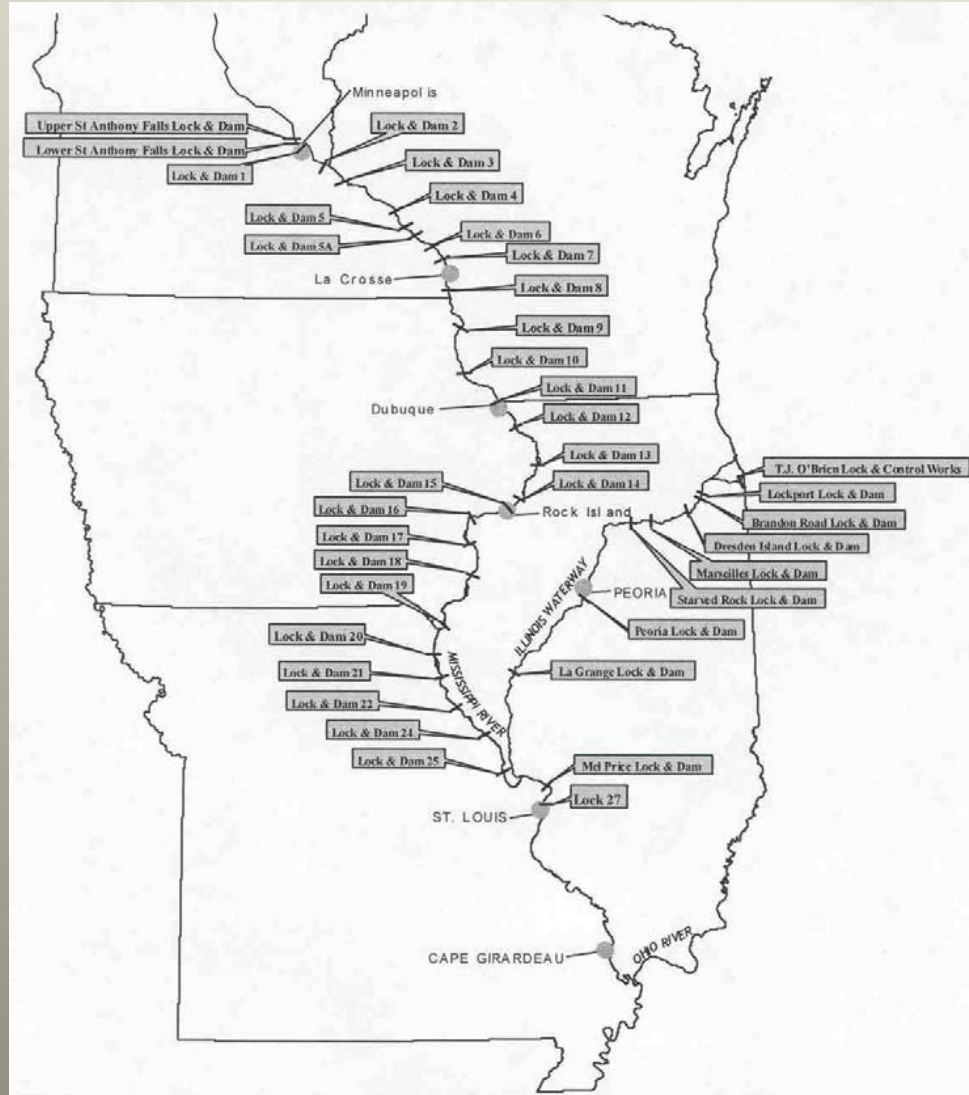 Minneapolis
Upper St Anthony Falls Lock & Dam
Lower St Anthony Falls Lock & Dam
Lock & Dam 1
Lock & Dam 2
Lock & Dam 3
Lock & Dam 4
Lock & Dam 5
Lock & Dam 5A
Lock & Dam 6
Lock & Dam 7
La Crosse
Lock & Dam 8
Lock & Dam 9
Lock & Dam 10
Lock & Dam 11
Dubuque
Lock & Dam 12
Lock & Dam 13
Lock & Dam 14
Lock & Dam 15
Rock Island
Lock & Dam 16
Lock & Dam 17
Lock & Dam 18
Lock & Dam 19
Lock & Dam 20
Lock & Dam 21
Lock & Dam 22
Lock & Dam 24
Lock & Dam 25
MISSISSIPPI RIVER
ILLINOIS WATERWAY
T.J. O'Brien Lock & Control Works
Lockport Lock & Dam
Brandon Road Lock & Dam
Dresden Island Lock & Dam
Marseilles Lock & Dam
Starved Rock Lock & Dam
PEORIA
Peoria Lock & Dam
La Grange Lock & Dam
Mel Price Lock & Dam
Lock 27
ST. LOUIS
CAPE GIRARDEAU
OHIO RIVER